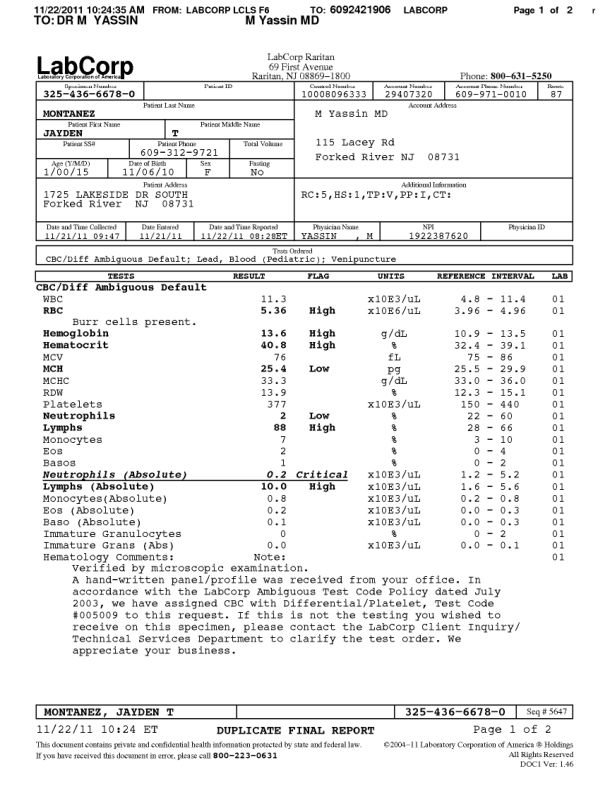 11/22/2011 10:24:35 AM FROM: LABCORP LCLS F6 TO: 6092421906 LABCORP Page 1 of 2
TO: DR M YASSIN M Yassin MD
LabCorp
Laboratory Corporation of America
LabCorp Raritan
69 First Avenue
Raritan, NJ 08869-1800 Phone: 800-631-5250
Specimen Number Patient ID Control Number Account Number Account Phone Number Route
325-436-6678-0 10008096333 29407320 609-971-0010 87
Patient Last Name Account Address
MONTANEZ M Yassin MD
Patient First Name Patient Middle Name
JAYDEN T
Patient SS# Patient Phone Total Volume 115 Lacey Rd
609-312-9721 Forked River NJ 08731
Age (Y/M/D) Date of Birth Sex Fasting
1/00/15 11/06/10 F No
Patient Address Additional Information
1725 LAKESIDE DR SOUTH RC:5,HS:1,TP:V,PP:I,CT:
Forked River NJ 08731
Date and Time Collected Date Entered Date and Time Reported Physician Name NPI Physician ID
11/21/11 09:47 11/21/11 11/22/11 08:28ET YASSIN , M 1922387620
Tests Ordered
CBC/Diff Ambiguous Default; Lead, Blood (Pediatric); Venipuncture
TESTS RESULT FLAG UNITS REFERENCE INTERVAL LAB
CBC/Diff Ambiguous Default
WBC 11.3 x10E3/uL 4.8 - 11.4 01
RBC 5.36 High x10E6/uL 3.96 - 4.96 01
Burr cells present.
Hemoglobin 13.6 High g/dL 10.9 - 13.5 01
Hematocrit 40.8 High % 32.4 - 39.1 01
MCV 76 fL 75 - 86 01
MCH 25.4 Low pg 25.5 - 29.9 01
MCHC 33.3 g/dL 33.0 - 36.0 01
RDW 13.9 % 12.3 - 15.1 01
Platelets 377 x10E3/uL 150 - 440 01
Neutrophils 2 Low % 22 - 60 01
Lymphs 88 High % 28 - 66 01
Monocytes 7 % 3 - 10 01
Eos 2 % 0 - 4 01
Basos 1 % 0 - 2 01
Neutrophils (Absolute) 0.2 Critical x10E3/uL 1.2 - 5.2 01
Lymphs (Absolute) 10.0 High x10E3/uL 1.6 - 5.6 01
Monocytes(Absolute) 0.8 x10E3/uL 0.2 - 0.8 01
Eos (Absolute) 0.2 x10E3/uL 0.0 - 0.3 01
Baso (Absolute) 0.1 x10E3/uL 0.0 - 0.3 01
Immature Granulocytes 0 % 0 - 2 01
Immature Grans (Abs) 0.0 x10E3/uL 0.0 - 0.1 01
Hematology Comments: Note: 01
Verified by microscopic examination.
A hand-written panel/profile was received from your office. In
accordance with the LabCorp Ambiguous Test Code Policy dated July
2003, we have assigned CBC with Differential/Platelet, Test Code
#005009 to this request. If this is not the testing you wished to
receive on this specimen, please contact the LabCorp Client Inquiry/
Technical Services Department to clarify the test order. We
appreciate your business.
MONTANEZ, JAYDEN T 325-436-6678-0 Seq # 5647
11/22/11 10:24 ET DUPLICATE FINAL REPORT Page 1 of 2
This document contains private and confidential health information protected by state and federal law. ©2004-11 Laboratory Corporation of America ® Holdings
If you have received this document in error, please call 800-223-0631 All Rights Reserved
DOC1 Ver: 1.46